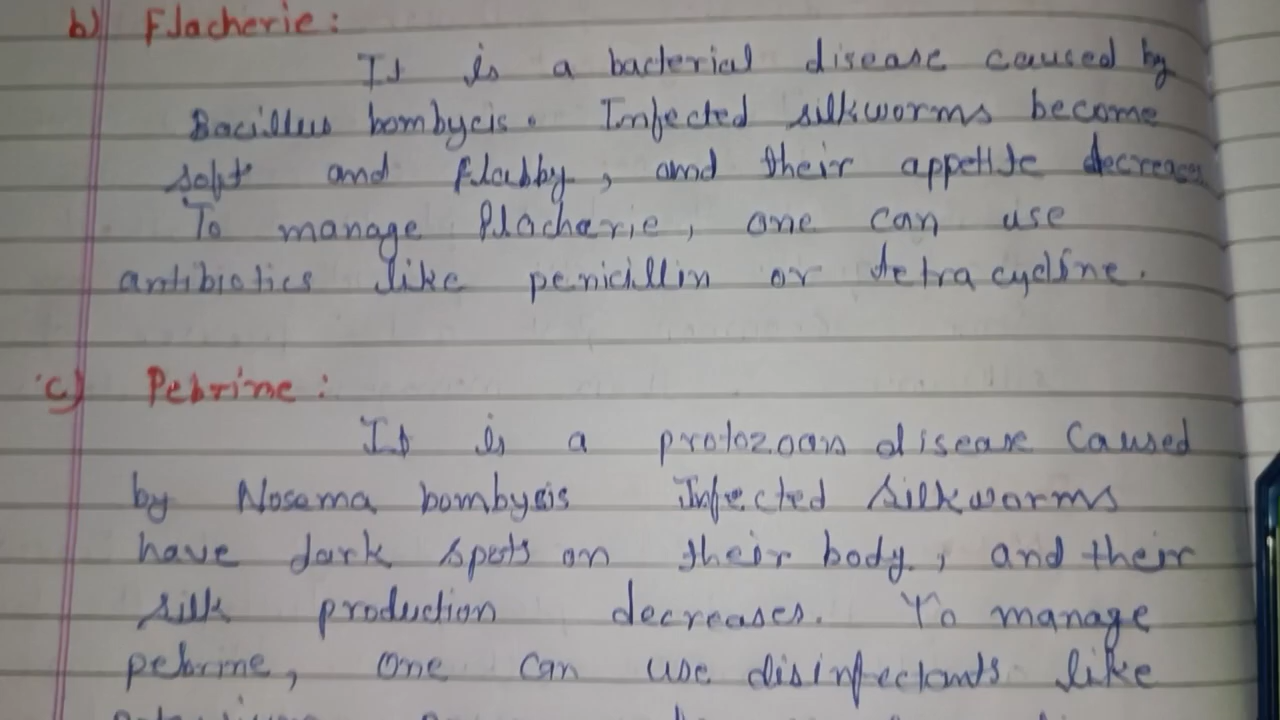 b) Flacherie:
It is a bacterial disease caused by
Bacillus bombycis. Infected silkworms become
soft and flabby, and their appetite decreases
To manage flacherie, one can use
antibiotics like penicillin or tetracycline.
c) Pebrine:
It is a protozoan disease caused
by Nosema bombycis Infected silkworms
have dark spots on their body, and their
silk production decreases. To manage
pebrine, one can use disinfectants like